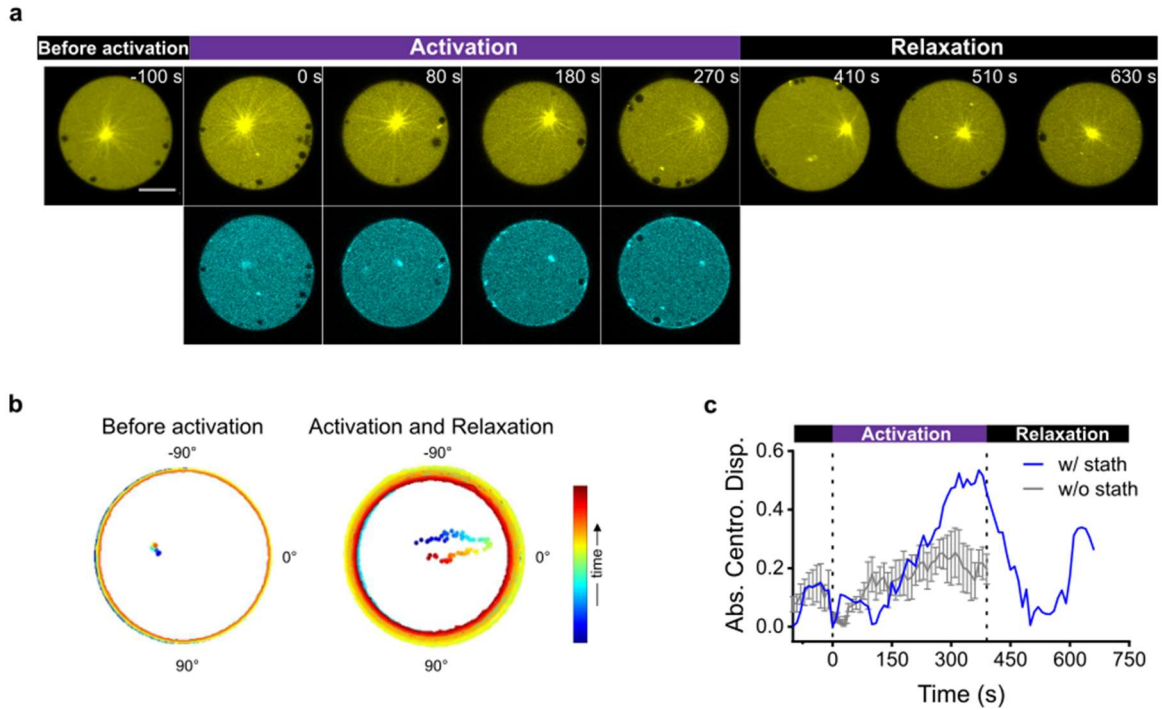 a
Before activation Activation Relaxation
-100 s 0 s 80 s 180 s 270 s 410 s 510 s 630 s
b
Before activation
-90°
0°
90°
Activation and Relaxation
-90°
0°
90°
time
c
Activation Relaxation
Abs. Centro. Disp.
0.6
0.4
0.2
0.0
w/ stath
w/o stath
0 150 300 450 600 750
Time (s)